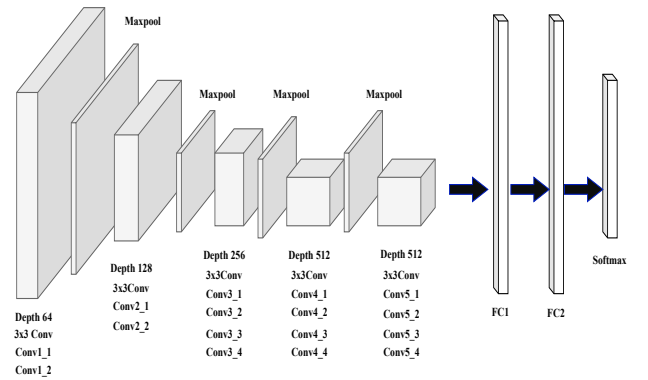 Maxpool
Maxpool
Maxpool
Maxpool
Depth 64
3x3 Conv
Conv1_1
Conv1_2
Depth 128
3x3Conv
Conv2_1
Conv2_2
Depth 256
3x3Conv
Conv3_1
Conv3_2
Conv3_3
Conv3_4
Depth 512
3x3Conv
Conv4_1
Conv4_2
Conv4_3
Conv4_4
Depth 512
3x3Conv
Conv5_1
Conv5_2
Conv5_3
Conv5_4
FC1
FC2
Softmax